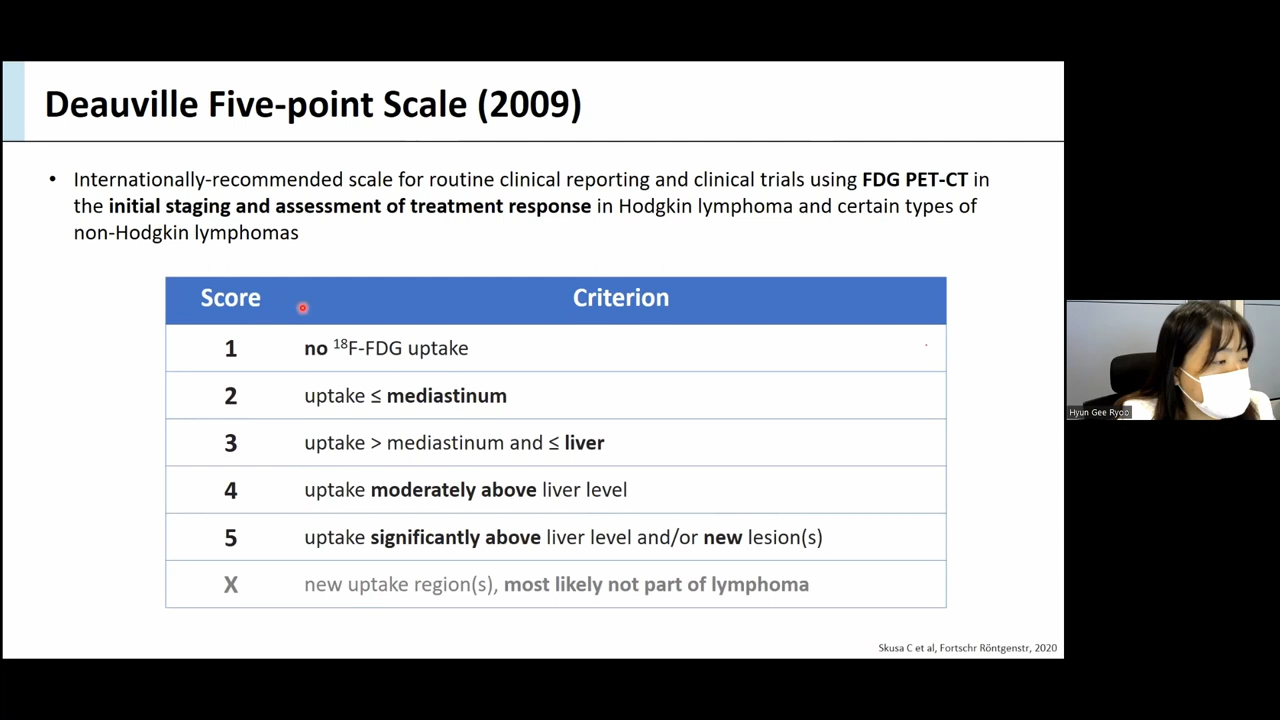 Deauville Five-point Scale (2009)
• Internationally-recommended scale for routine clinical reporting and clinical trials using FDG PET-CT in
the initial staging and assessment of treatment response in Hodgkin lymphoma and certain types of
non-Hodgkin lymphomas
Score Criterion
1 no 18F-FDG uptake
2 uptake ≤ mediastinum
3 uptake > mediastinum and ≤ liver
4 uptake moderately above liver level
5 uptake significantly above liver level and/or new lesion(s)
X new uptake region(s), most likely not part of lymphoma
Skusa C et al, Fortschr Röntgenstr, 2020
Hyun Gee Ryoo